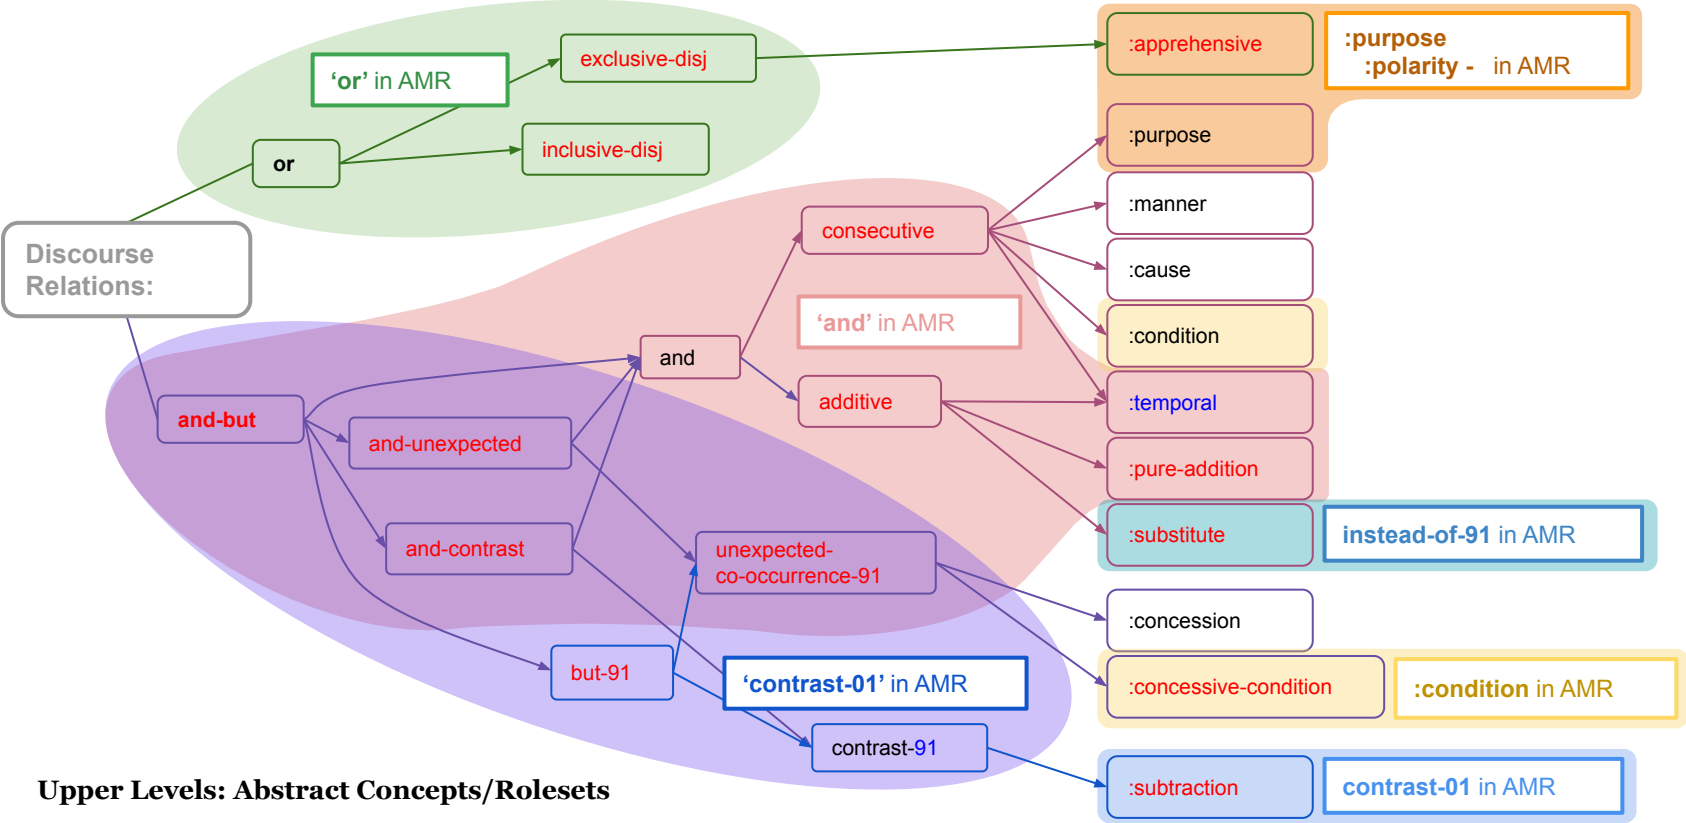 :apprehensive
:purpose
:polarity - in AMR
exclusive-disj
'or' in AMR
:purpose
inclusive-disj
or
:manner
consecutive
Discourse
Relations:
:cause
'and' in AMR
:condition
and
additive
:temporal
and-but
and-unexpected
:pure-addition
:substitute
instead-of-91 in AMR
and-contrast
unexpected-
co-occurrence-91
:concession
but-91
'contrast-01' in AMR
:concessive-condition
:condition in AMR
contrast-91
:subtraction
contrast-01 in AMR
Upper Levels: Abstract Concepts/Rolesets